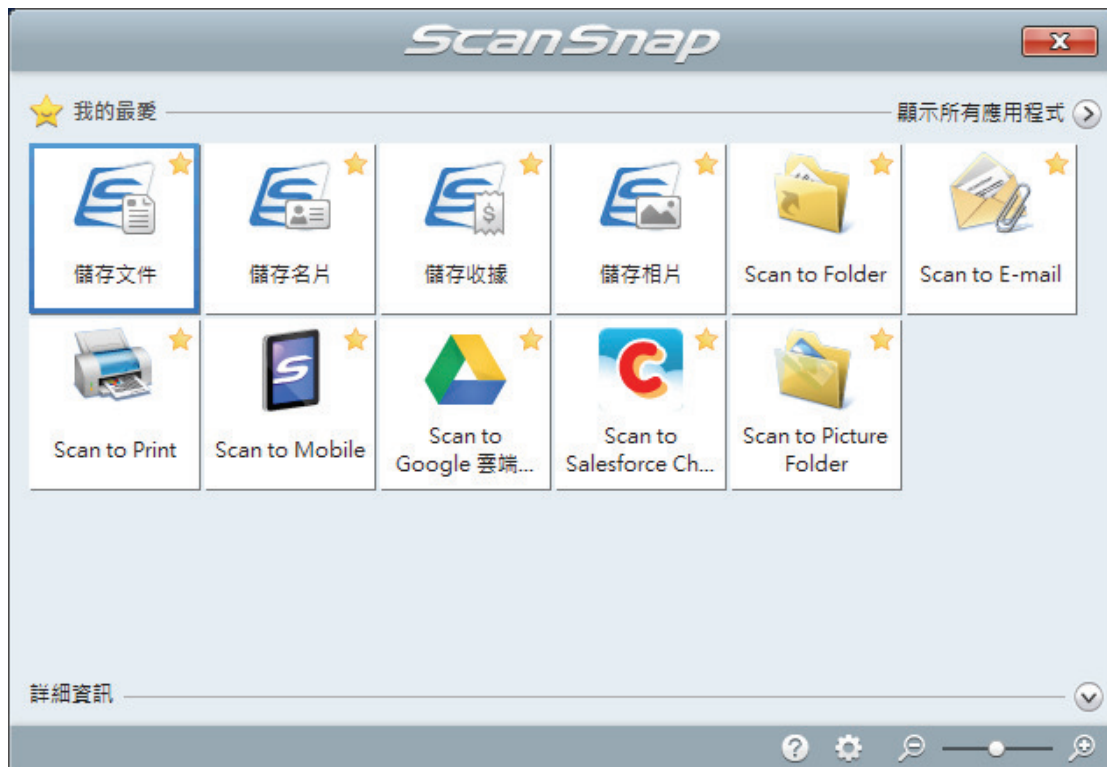 ScanSnap
我的最愛
顯示所有應用程式
儲存文件
儲存名片
儲存收據
儲存相片
Scan to Folder
Scan to E-mail
Scan to Print
Scan to Mobile
Scan to
Google 雲端...
Scan to
Salesforce Ch...
Scan to Picture
Folder
詳細資訊